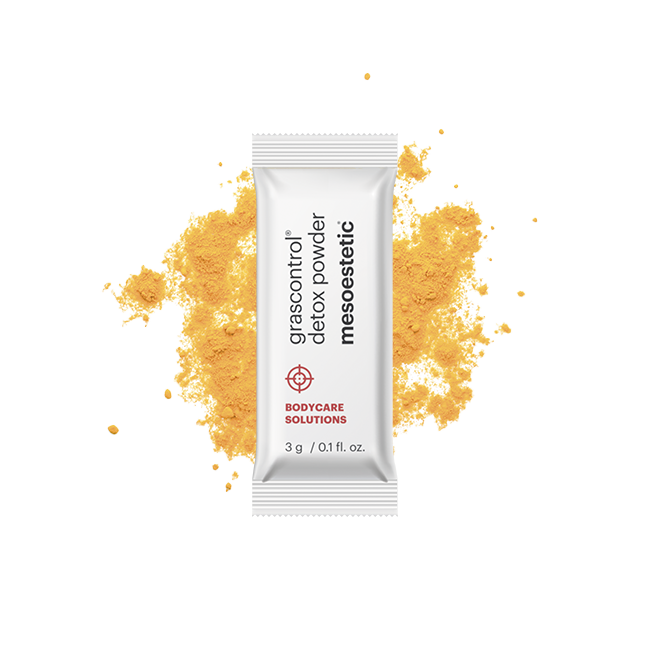 grascontrol®
detox powder
mesoestetic®
BODYCARE
SOLUTIONS
3 g / 0.1 fl. oz.